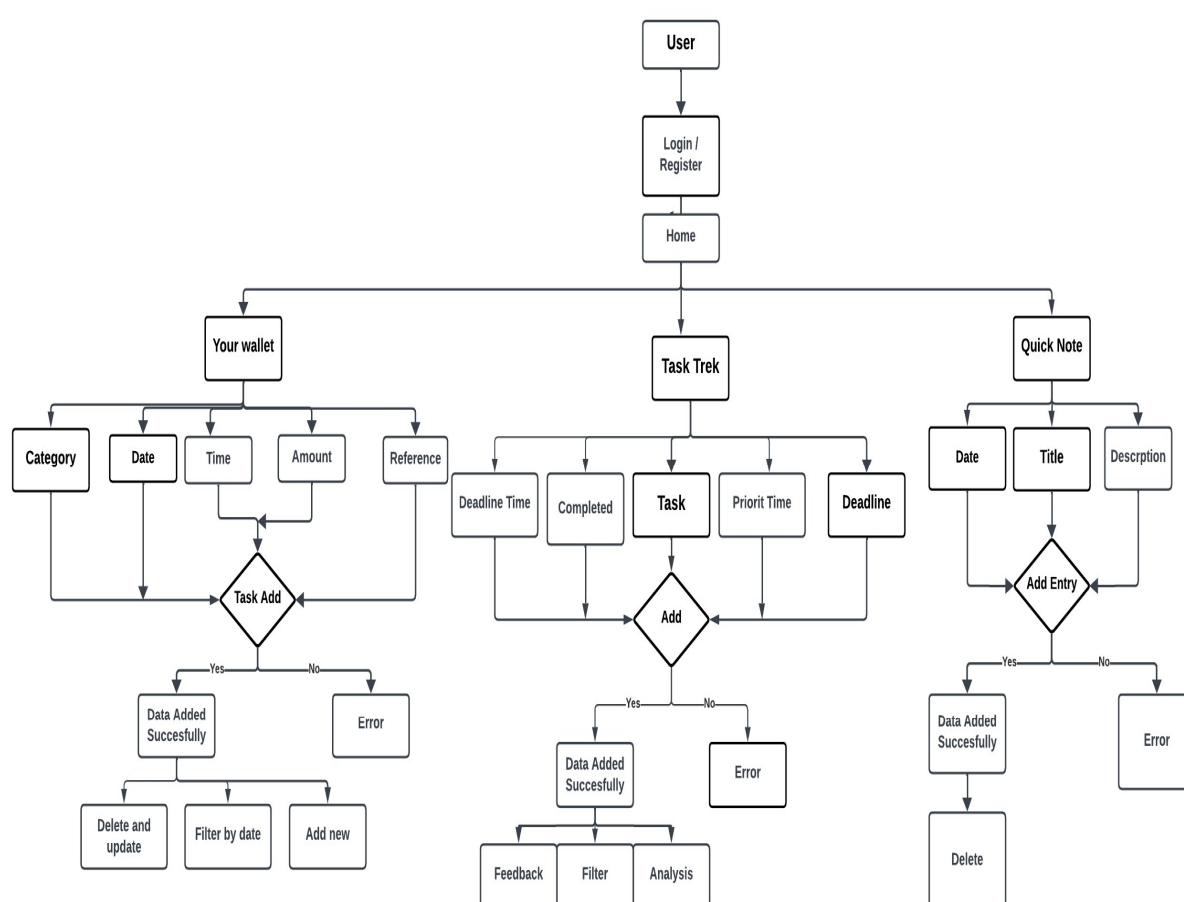 User
Login /
Register
Home
Your wallet
Task Trek
Quick Note
Category
Date
Time
Amount
Reference
Deadline Time
Completed
Task
Priorit Time
Deadline
Date
Title
Descrption
Task Add
Add
Add Entry
Yes
No
Yes
No
Yes
No
Data Added
Succesfully
Error
Data Added
Succesfully
Error
Data Added
Succesfully
Error
Delete and
update
Filter by date
Add new
Feedback
Filter
Analysis
Delete